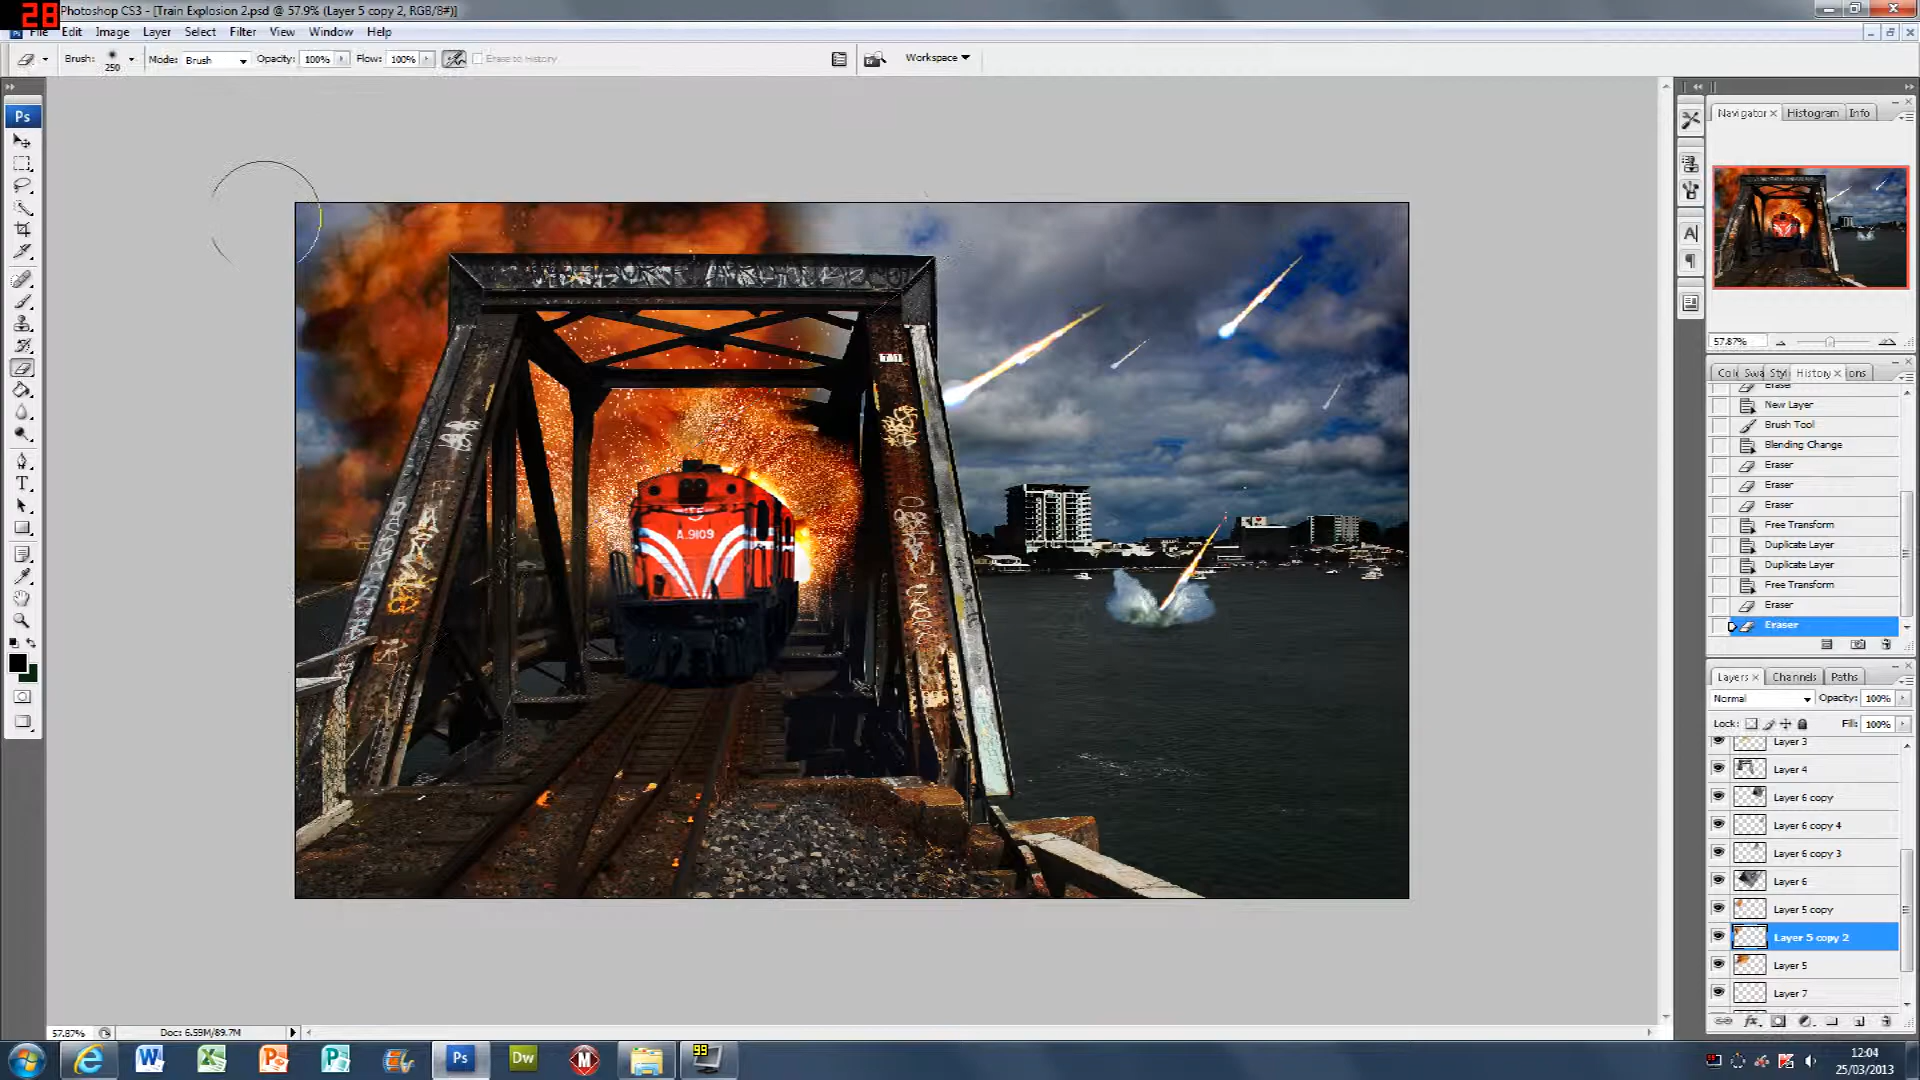 28
Photoshop CS3 - [Train Explosion 2.psd @ 57.9% (Layer 5 copy 2, RGB/8#)]
File Edit Image Layer Select Filter View Window Help
Brush: 250 Mode: Brush Opacity: 100% Flow: 100% Erase to History Workspace
Ps
Navigator Histogram Info
57.87%
History
Eraser
New Layer
Brush Tool
Blending Change
Eraser
Eraser
Eraser
Free Transform
Duplicate Layer
Duplicate Layer
Free Transform
Eraser
Eraser
Layers Channels Paths
Normal Opacity: 100%
Lock: Fill: 100%
Layer 3
Layer 4
Layer 6 copy
Layer 6 copy 4
Layer 6 copy 3
Layer 6
Layer 5 copy
Layer 5 copy 2
Layer 5
Layer 7
A.9109
57.87% Doc: 6.59M/89.7M
Ps Dw 99
12:04
25/03/2013